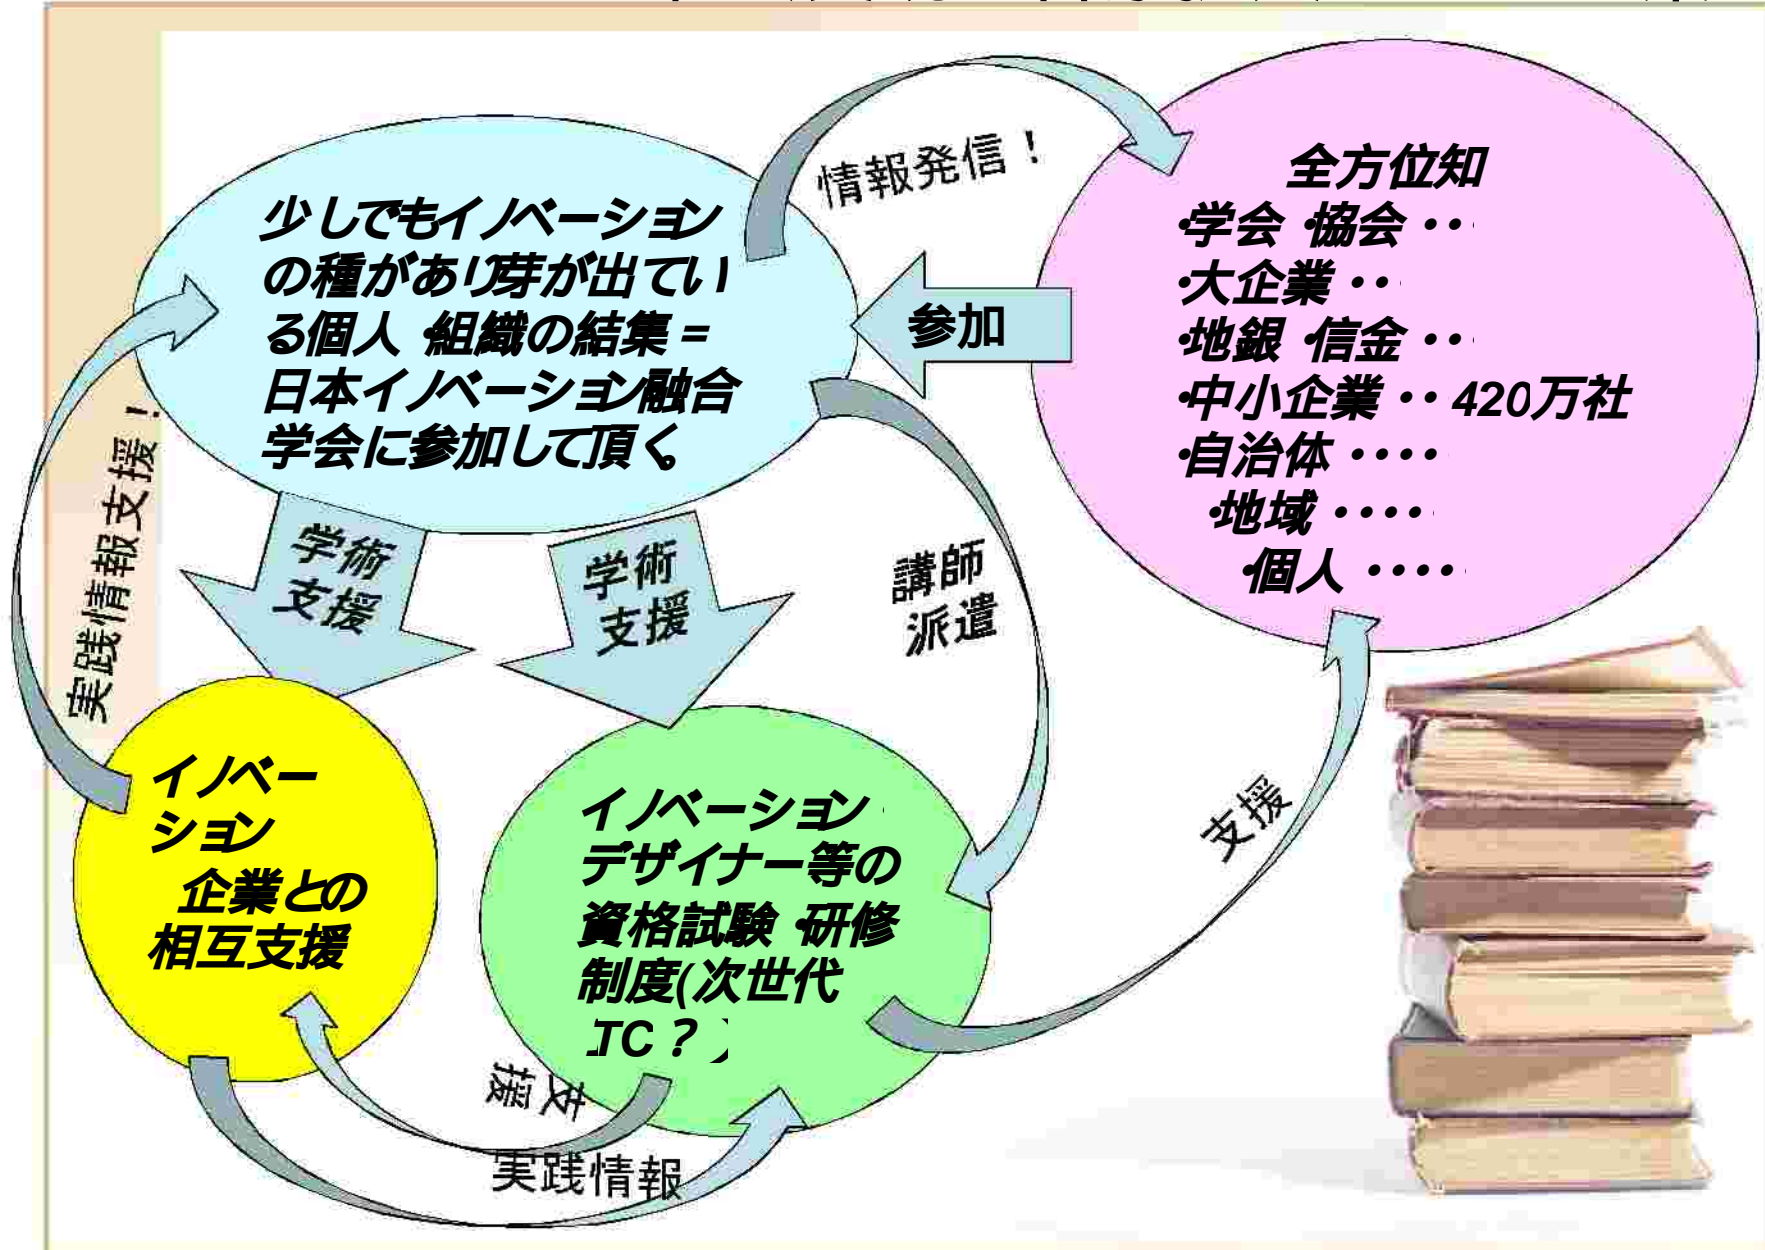 情報発信！
全方位知
・学会・協会・・・
・大企業・・
・地銀・信金・・・
・中小企業・・420万社
・自治体・・・・
・地域・・・・
・個人・・・・・
少しでもイノベーション
の種があり芽が出てい
る個人・組織の結集=
日本イノベーション融合
学会に参加して頂く。
参加
実践情報支援！
学術
支援
学術
支援
講師
派遣
イノベー
ション
企業との
相互支援
イノベーション
デザイナー等の
資格試験・研修
制度(次世代
ITC？)
支援
支援
実践情報